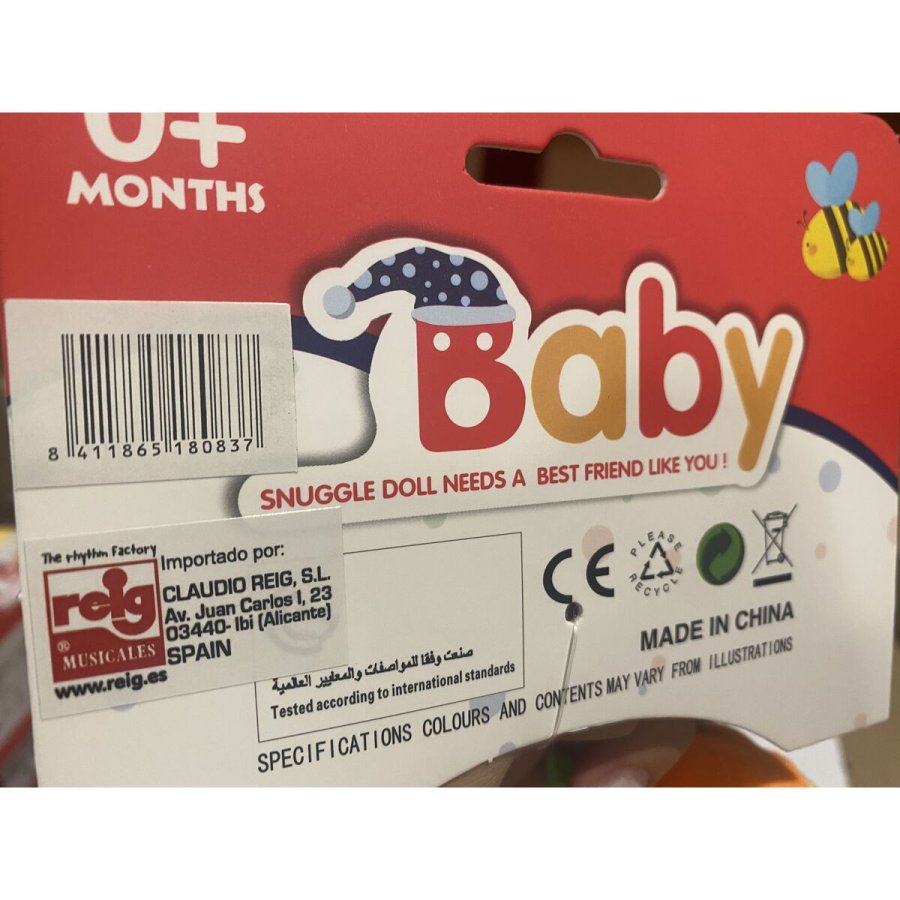 0+
MONTHS
Baby
SNUGGLE DOLL NEEDS A BEST FRIEND LIKE YOU !
8 411865 180837
The rhythm Factory
reig
®
MUSICALES
www.reig.es
Importado por:
CLAUDIO REIG, S.L.
Av. Juan Carlos I, 23
03440- Ibi (Alicante)
SPAIN
CE
PLEASE
RECYCLE
MADE IN CHINA
صنعت وفقا للمواصفات والمعايير العالمية
Tested according to international standards
SPECIFICATIONS COLOURS AND CONTENTS MAY VARY FROM ILLUSTRATIONS